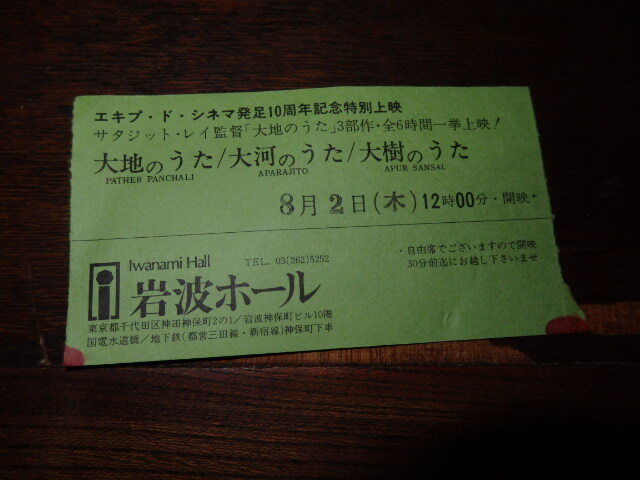 エキプ・ド・シネマ発足10周年記念特別上映
サタジット・レイ監督「大地のうた」3部作・全6時間一挙上映!
大地のうた/大河のうた/大樹のうた
PATHER PANCHALI APARAJITO APUR SANSAL
8月2日(木)12時00分・開映・
Iwanami Hall TEL. 03(262)5252
岩波ホール
・自由席でございますので開映
30分前迄にお越し下さいませ
東京都千代田区神田神保町2の1/岩波神保町ビル10階
国電水道橋/地下鉄(都営三田線・新宿線)神保町下車